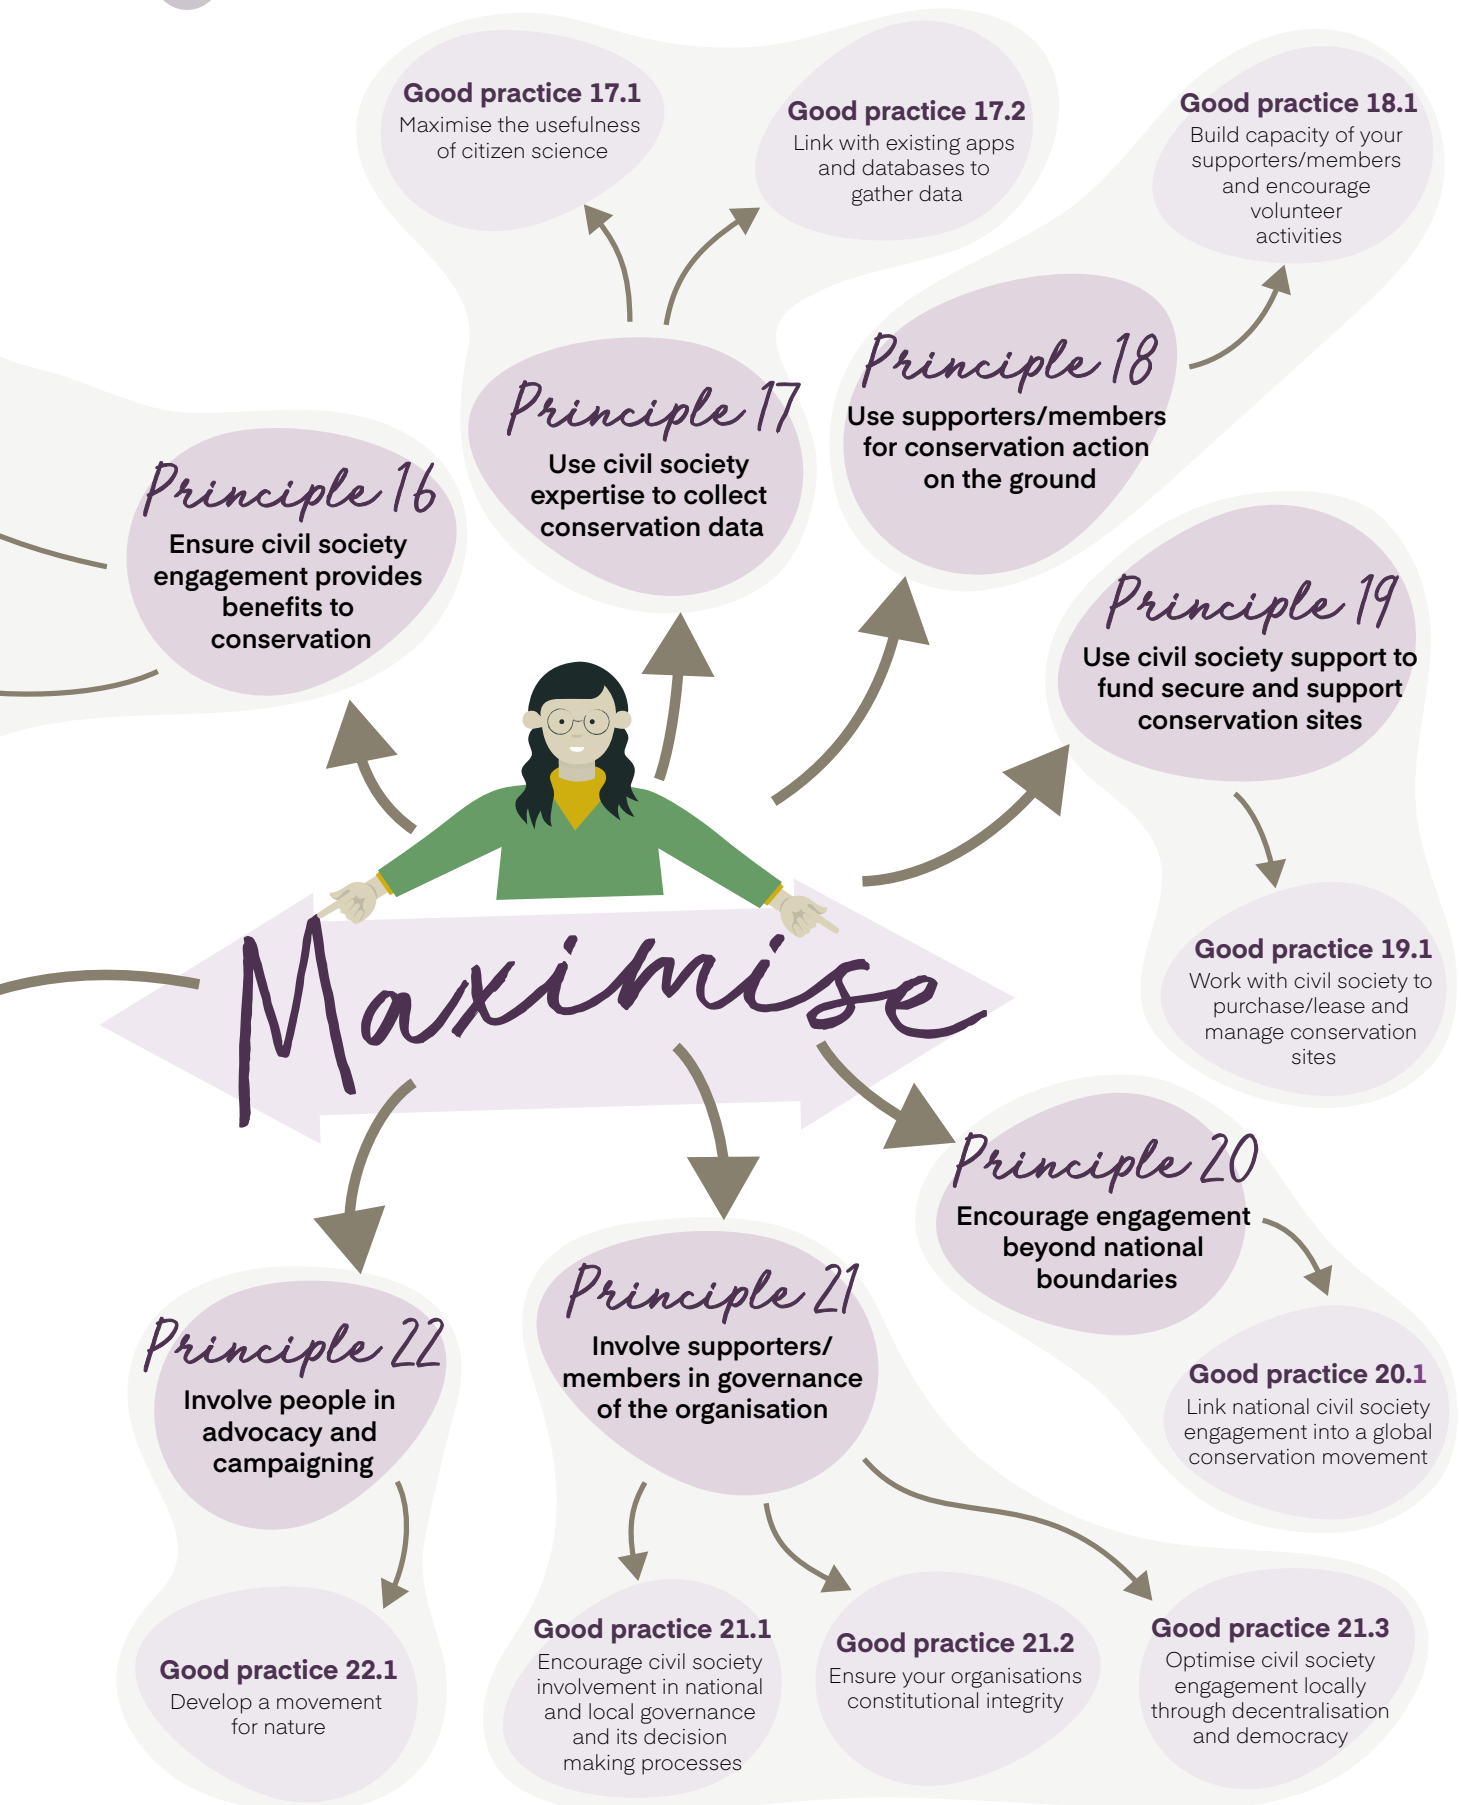 Good practice 17.1
Maximise the usefulness
of citizen science
Good practice 17.2
Link with existing apps
and databases to
gather data
Good practice 18.1
Build capacity of your
supporters/members
and encourage
volunteer
activities
Principle 16
Ensure civil society
engagement provides
benefits to
conservation
Principle 17
Use civil society
expertise to collect
conservation data
Principle 18
Use supporters/members
for conservation action
on the ground
Principle 19
Use civil society support to
fund secure and support
conservation sites
Maximise
Good practice 19.1
Work with civil society to
purchase/lease and
manage conservation
sites
Principle 20
Encourage engagement
beyond national
boundaries
Good practice 20.1
Link national civil society
engagement into a global
conservation movement
Principle 21
Involve supporters/
members in governance
of the organisation
Principle 22
Involve people in
advocacy and
campaigning
Good practice 22.1
Develop a movement
for nature
Good practice 21.1
Encourage civil society
involvement in national
and local governance
and its decision
making processes
Good practice 21.2
Ensure your organisations
constitutional integrity
Good practice 21.3
Optimise civil society
engagement locally
through decentralisation
and democracy